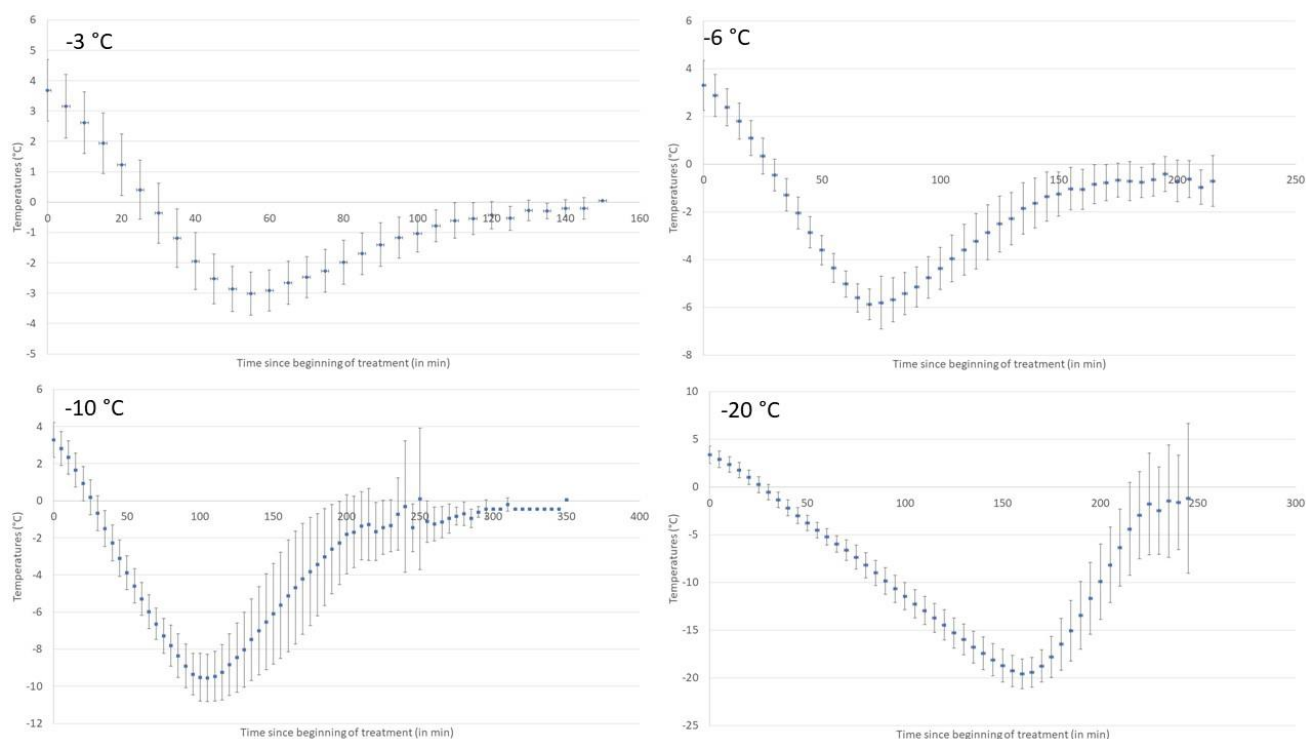 -3 °C
6
5
4
3
2
1
0
-1
-2
-3
-4
-5
0 20 40 60 80 100 120 140 160
Temperatures (°C)
Time since beginning of treatment (in min)
-6 °C
6
4
2
0
-2
-4
-6
-8
0 50 100 150 200 250
Temperatures (°C)
Time since beginning of treatment (in min)
-10 °C
6
4
2
0
-2
-4
-6
-8
-10
-12
0 50 100 150 200 250 300 350 400
Temperatures (°C)
Time since beginning of treatment (in min)
-20 °C
10
5
0
-5
-10
-15
-20
-25
0 50 100 150 200 250 300
Temperatures (°C)
Time since beginning of treatment (in min)